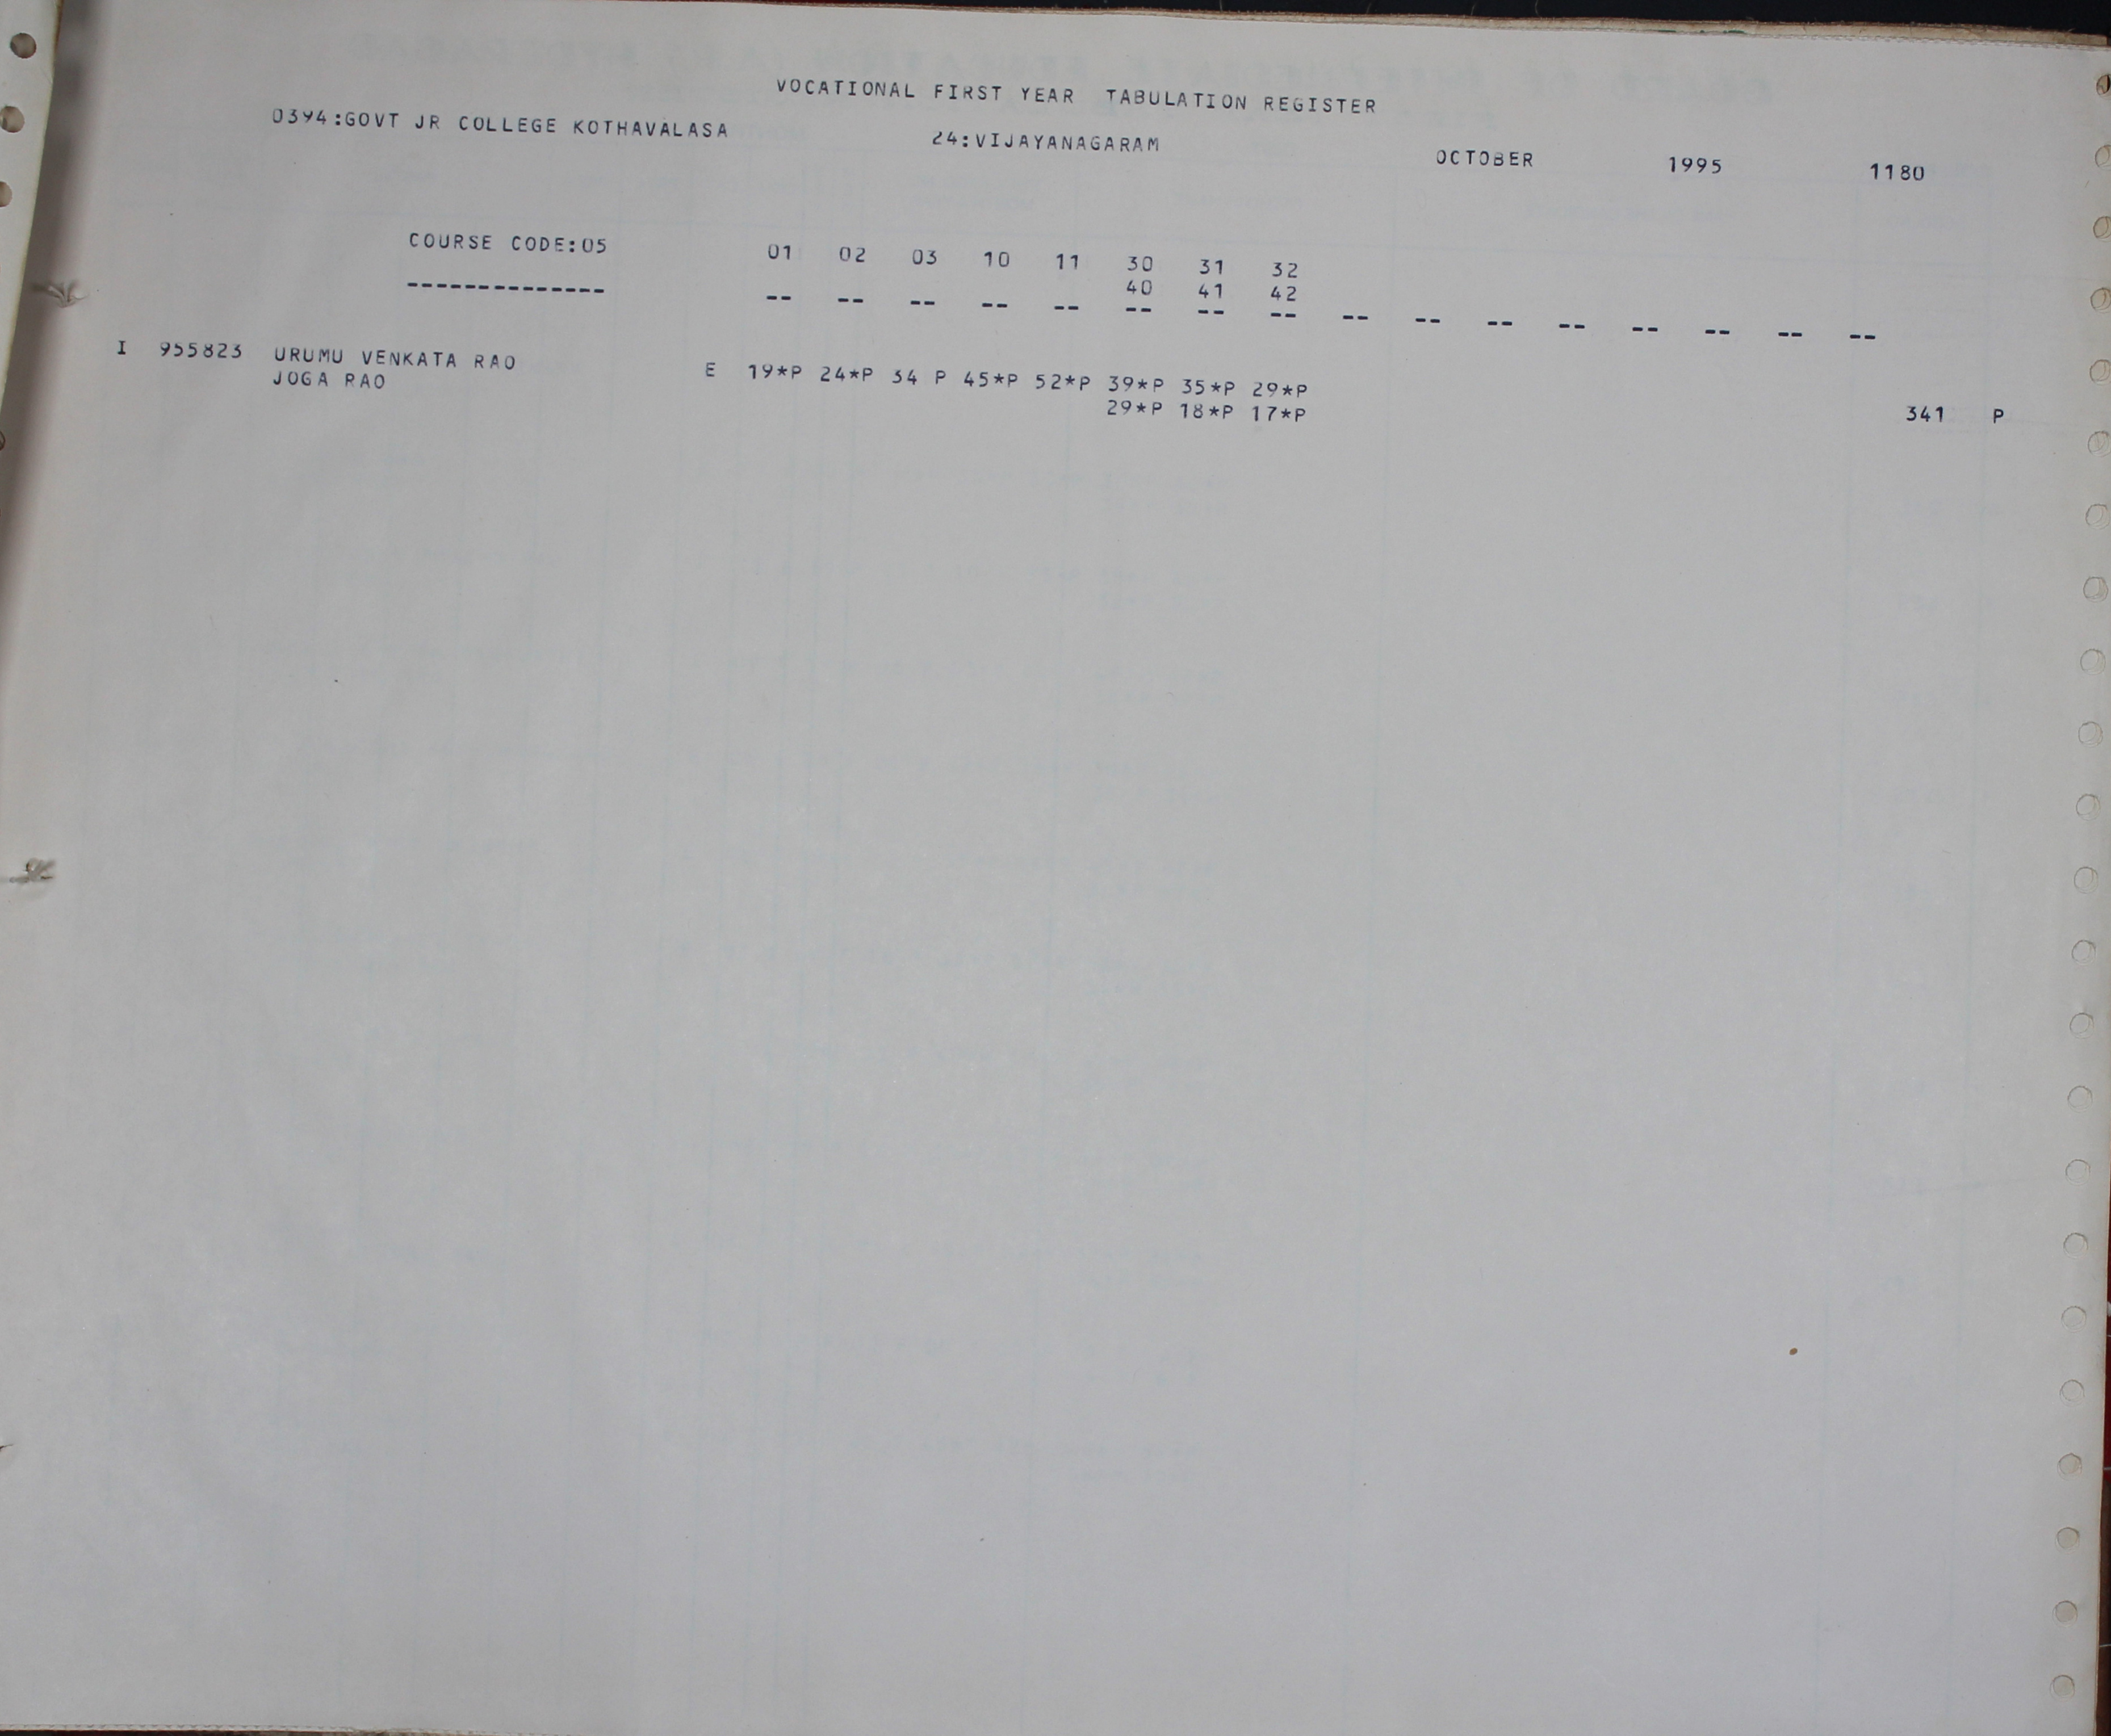 VOCATIONAL FIRST YEAR TABULATION REGISTER
0394:GOVT JR COLLEGE KOTHAVALASA 24:VIJAYANAGARAM OCTOBER 1995 1180
COURSE CODE:05 01 02 03 10 11 30 31 32
40 41 42
-------------- -- -- -- -- -- -- -- -- -- -- -- -- -- -- -- --
I 955823 URUMU VENKATA RAO E 19*P 24*P 34 P 45*P 52*P 39*P 35*P 29*P
JOGA RAO 29*P 18*P 17*P 341 P